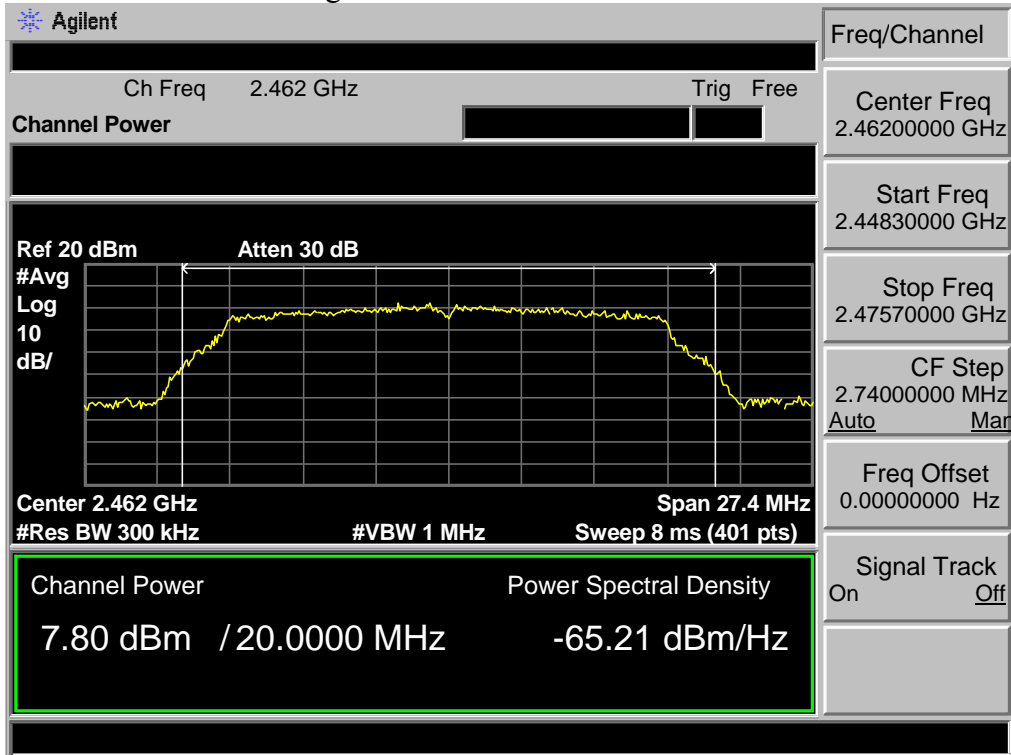 Agilent
Freq/Channel
Ch Freq 2.462 GHz Trig Free
Channel Power
Center Freq
2.46200000 GHz
Start Freq
2.44830000 GHz
Ref 20 dBm Atten 30 dB
#Avg
Log
10
dB/
Stop Freq
2.47570000 GHz
CF Step
2.74000000 MHz
Auto Man
Center 2.462 GHz Span 27.4 MHz
#Res BW 300 kHz #VBW 1 MHz Sweep 8 ms (401 pts)
Freq Offset
0.00000000 Hz
Channel Power Power Spectral Density
7.80 dBm / 20.0000 MHz -65.21 dBm/Hz
Signal Track
On Off